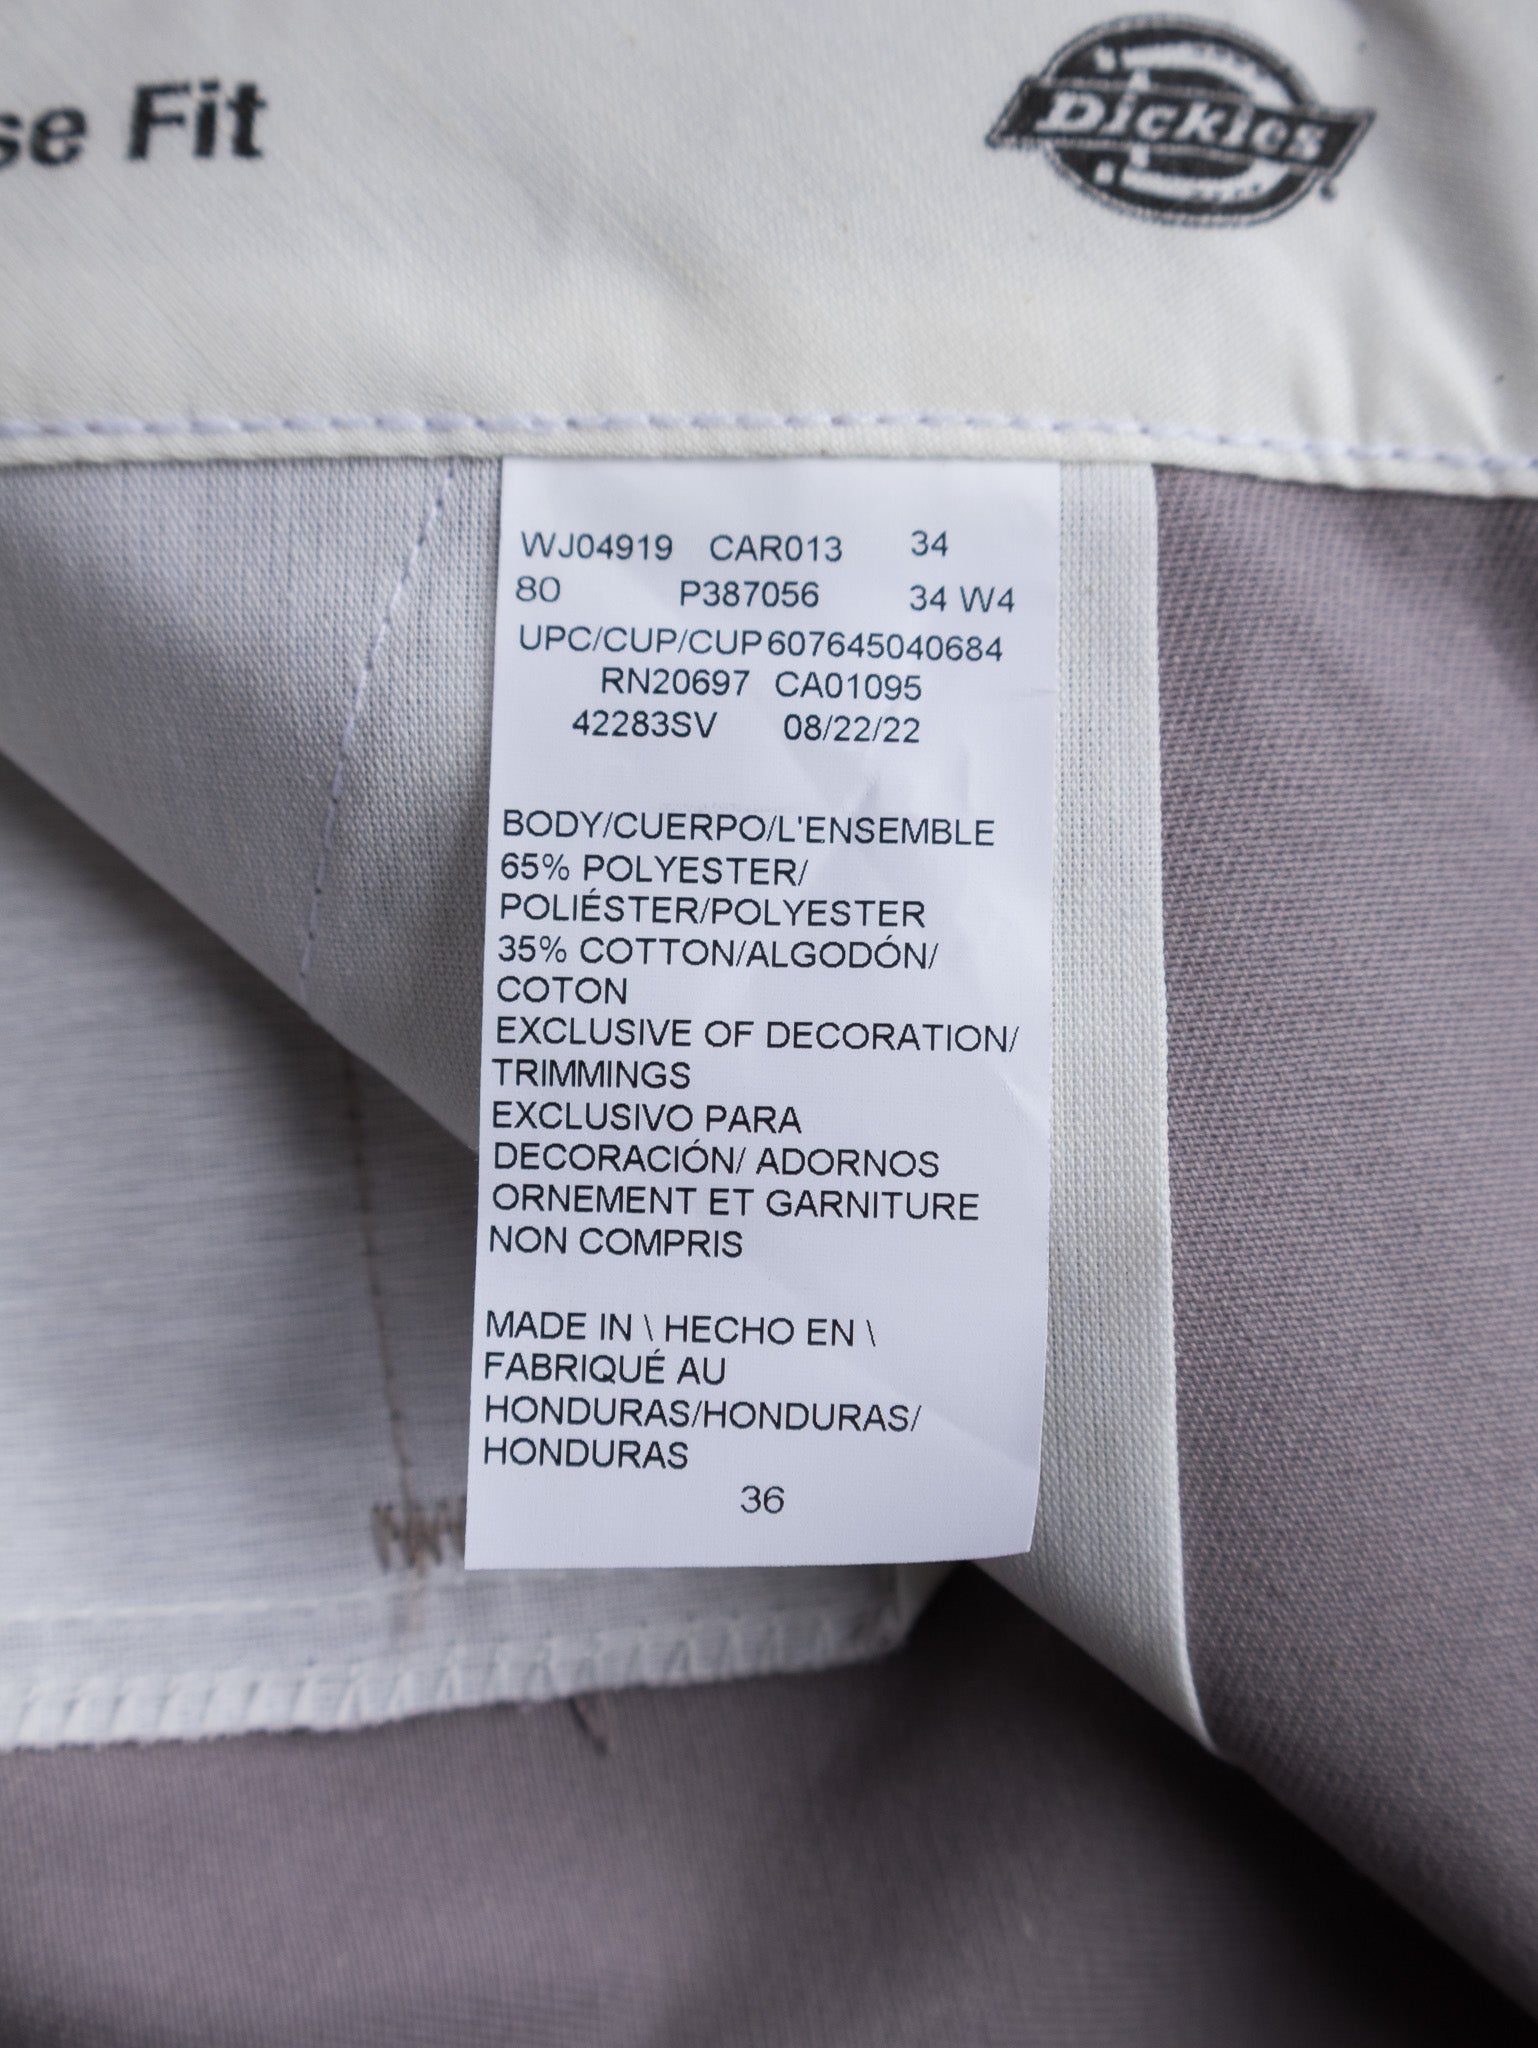 se Fit
Dickies
WJ04919 CAR013 34
80 P387056 34 W4
UPC/CUP/CUP 607645040684
RN20697 CA01095
42283SV 08/22/22
BODY/CUERPO/L'ENSEMBLE
65% POLYESTER/
POLIÉSTER/POLYESTER
35% COTTON/ALGODÓN/
COTON
EXCLUSIVE OF DECORATION/
TRIMMINGS
EXCLUSIVO PARA
DECORACIÓN/ ADORNOS
ORNEMENT ET GARNITURE
NON COMPRIS
MADE IN \ HECHO EN \
FABRIQUÉ AU
HONDURAS/HONDURAS/
HONDURAS
36